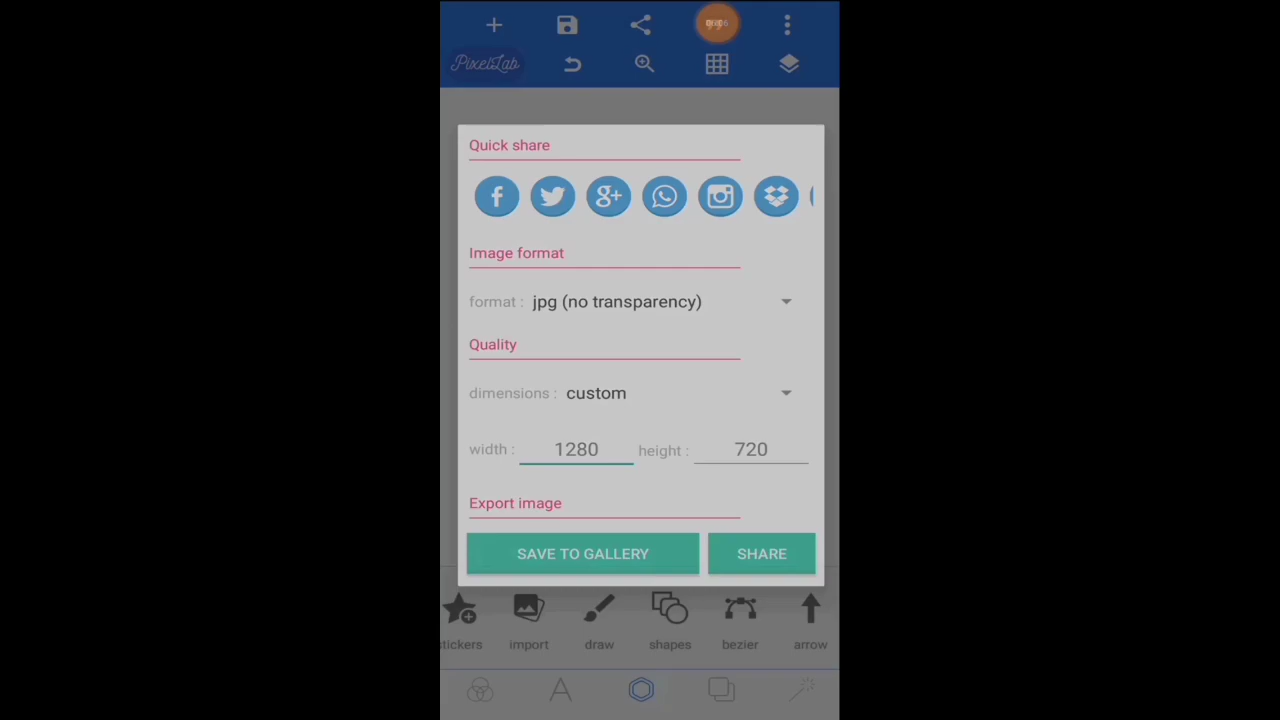 PixelLab
Quick share
Image format
format : jpg (no transparency)
Quality
dimensions : custom
width : 1280 height : 720
Export image
SAVE TO GALLERY SHARE
tickers import draw shapes bezier arrow